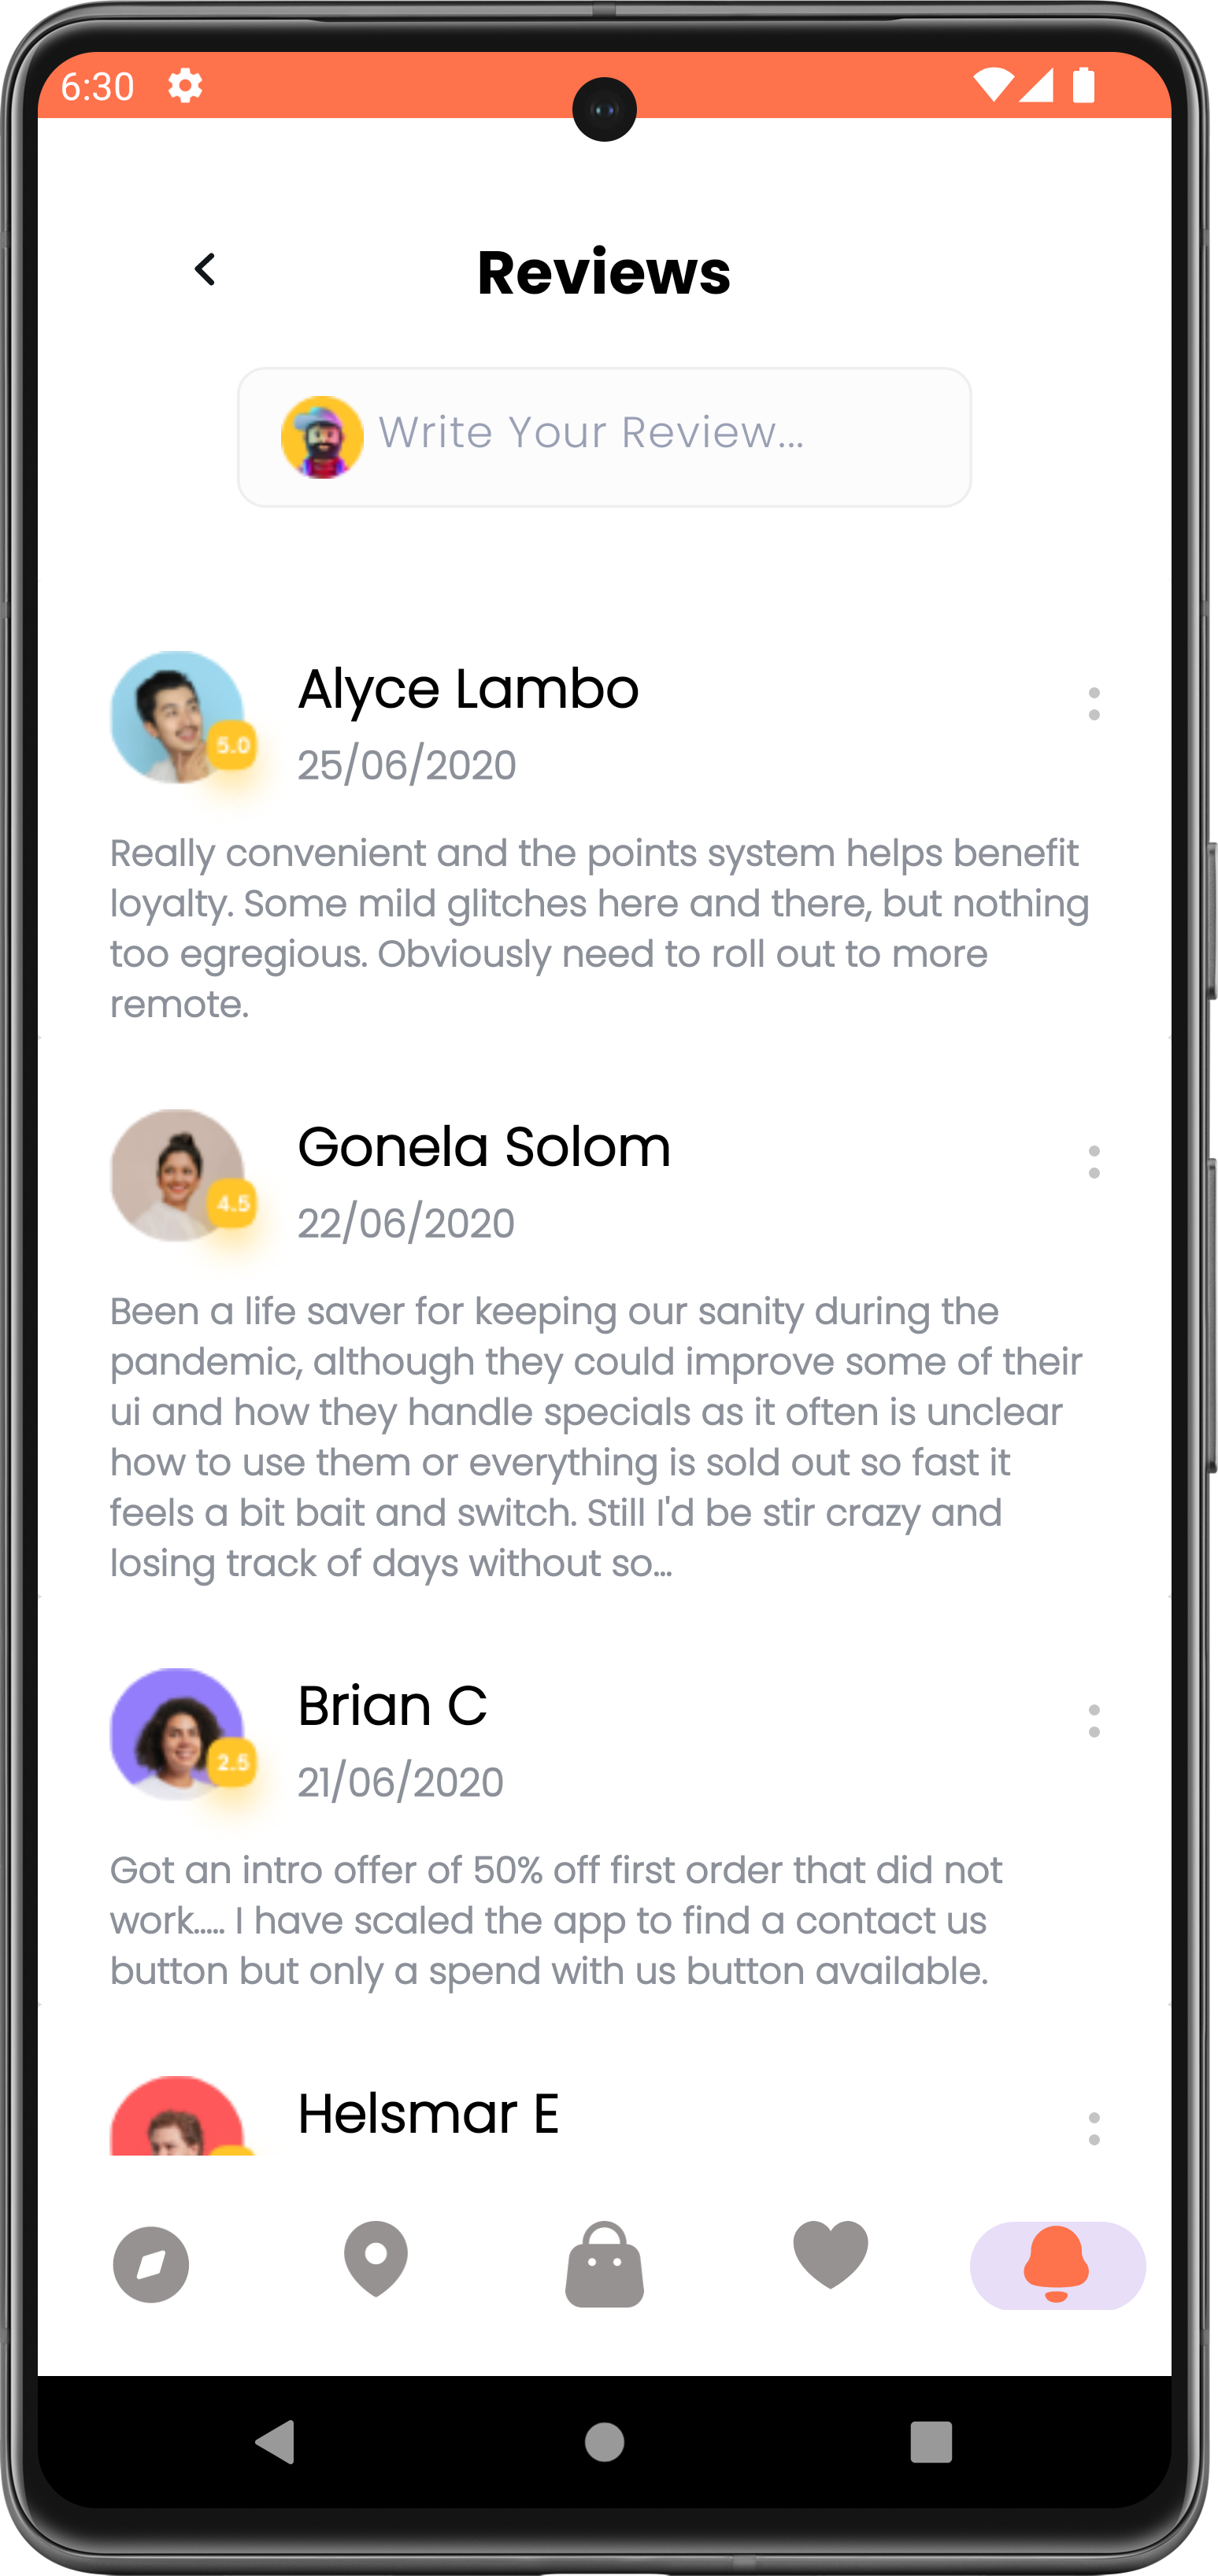 6:30
Reviews
Write Your Review...
Alyce Lambo
5.0
25/06/2020
Really convenient and the points system helps benefit
loyalty. Some mild glitches here and there, but nothing
too egregious. Obviously need to roll out to more
remote.
Gonela Solom
4.5
22/06/2020
Been a life saver for keeping our sanity during the
pandemic, although they could improve some of their
ui and how they handle specials as it often is unclear
how to use them or everything is sold out so fast it
feels a bit bait and switch. Still I'd be stir crazy and
losing track of days without so...
Brian C
2.5
21/06/2020
Got an intro offer of 50% off first order that did not
work..... I have scaled the app to find a contact us
button but only a spend with us button available.
Helsmar E